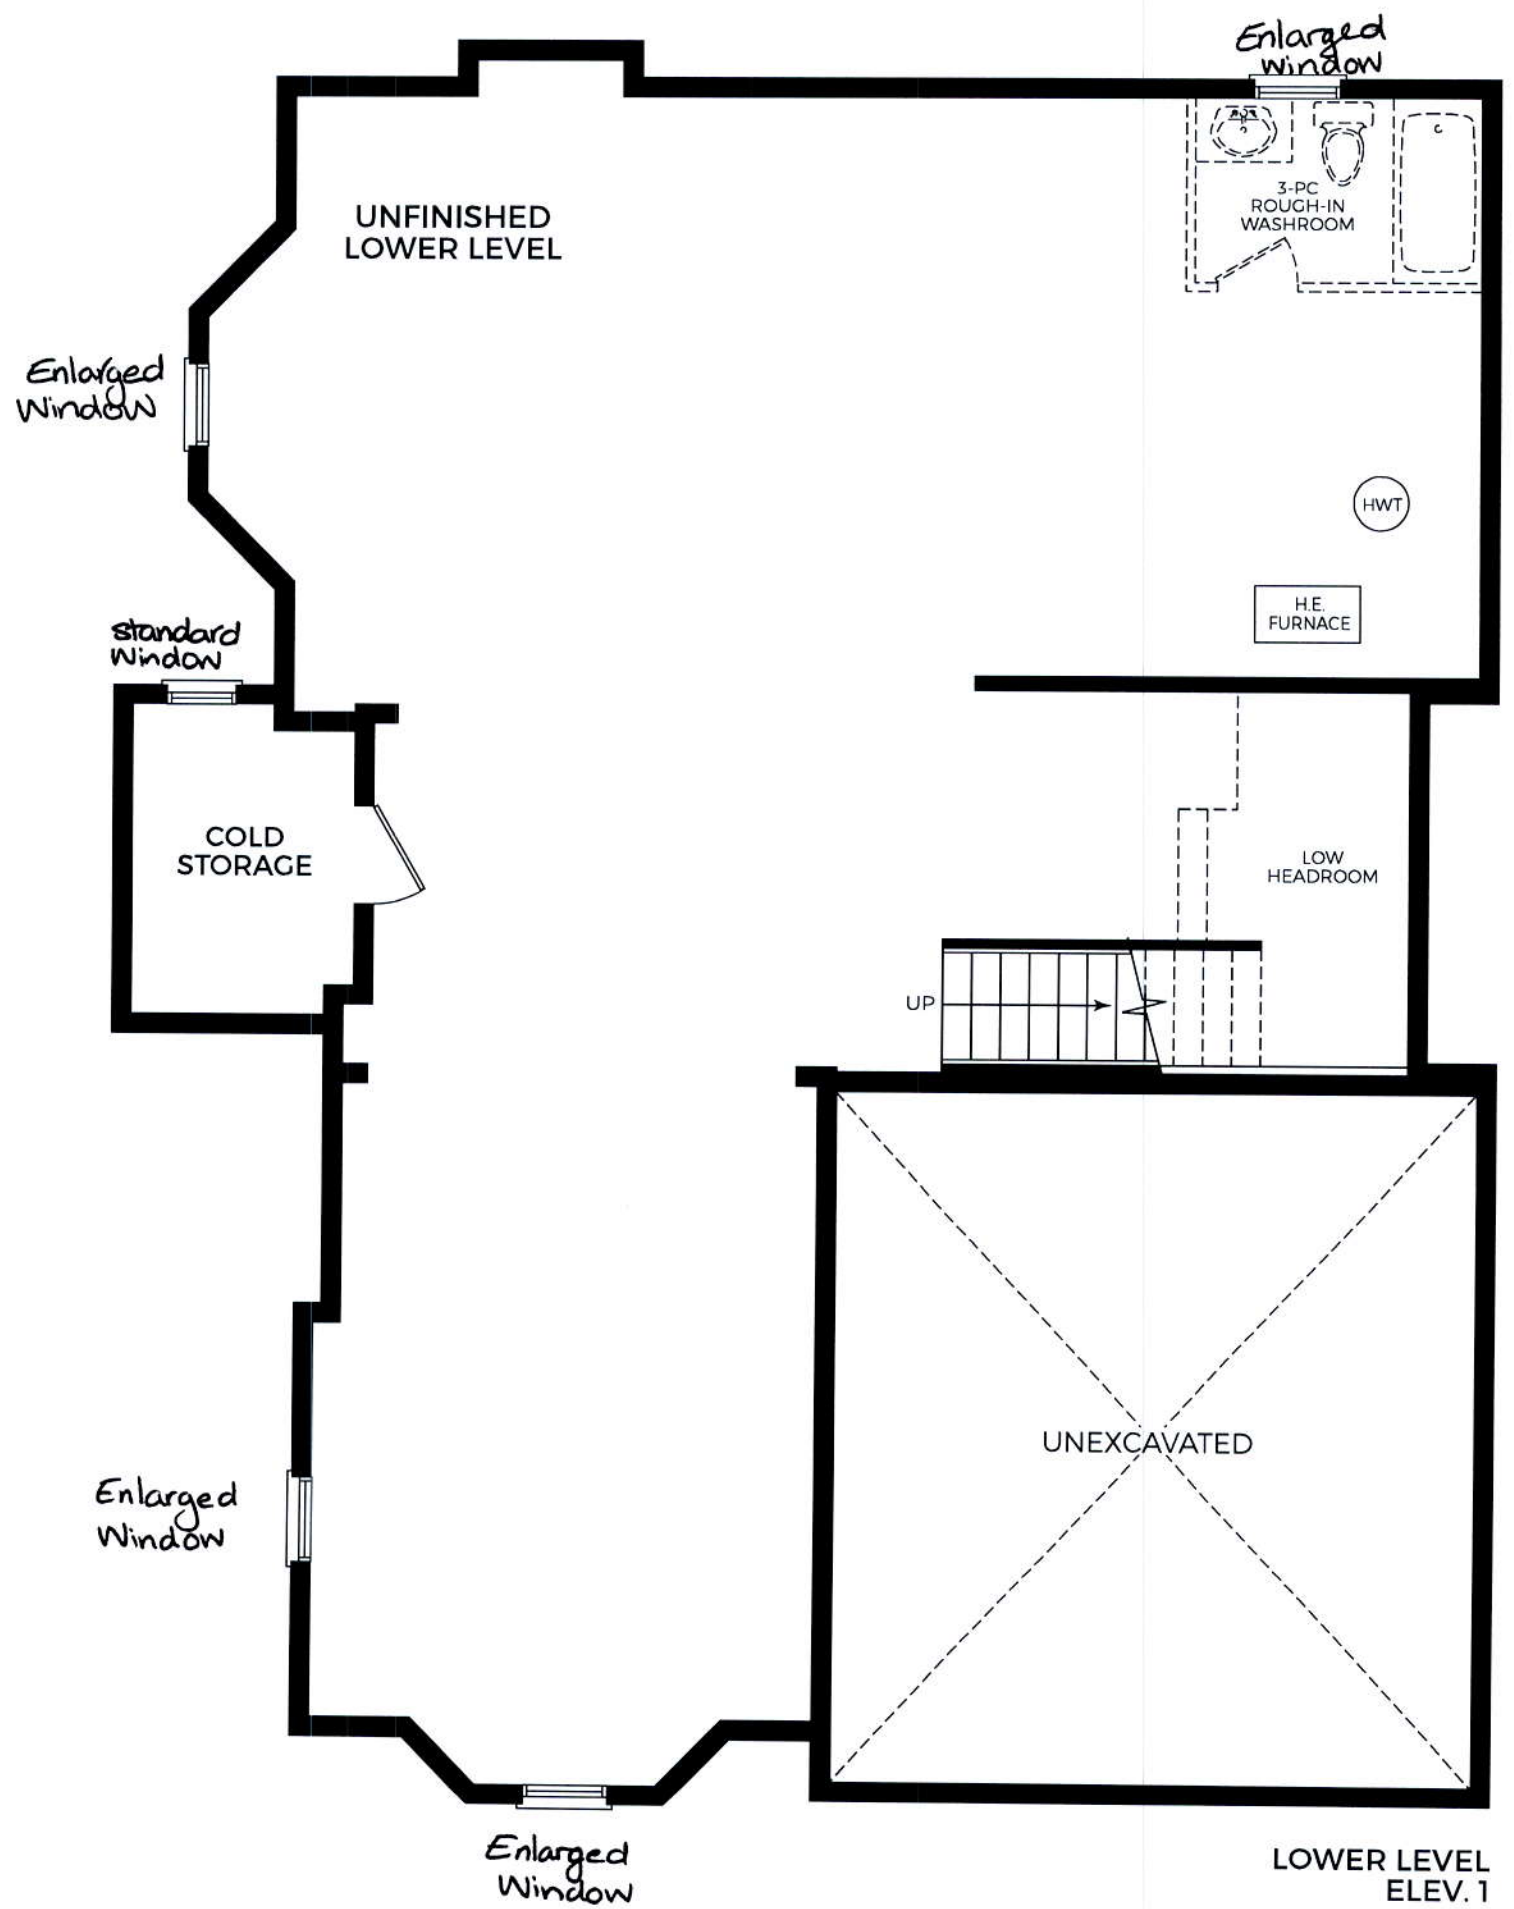 Enlarged
Window
UNFINISHED
LOWER LEVEL
3-PC
ROUGH-IN
WASHROOM
Enlarged
Window
HWT
H.E.
FURNACE
standard
Window
COLD
STORAGE
LOW
HEADROOM
UP
UNEXCAVATED
Enlarged
Window
Enlarged
Window
LOWER LEVEL
ELEV. 1